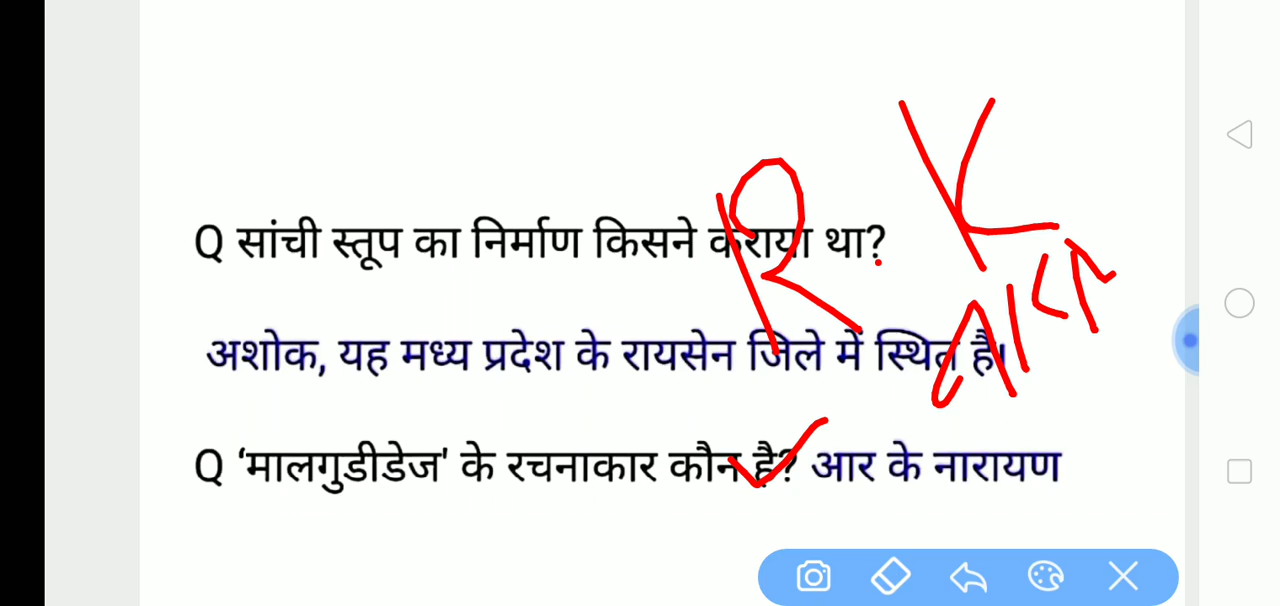 R K
Q सांची स्तूप का निर्माण किसने कराया था?
अशोक, यह मध्य प्रदेश के रायसेन जिले में स्थित है।
Q ‘मालगुडीडेज' के रचनाकार कौन है? आर के नारायण